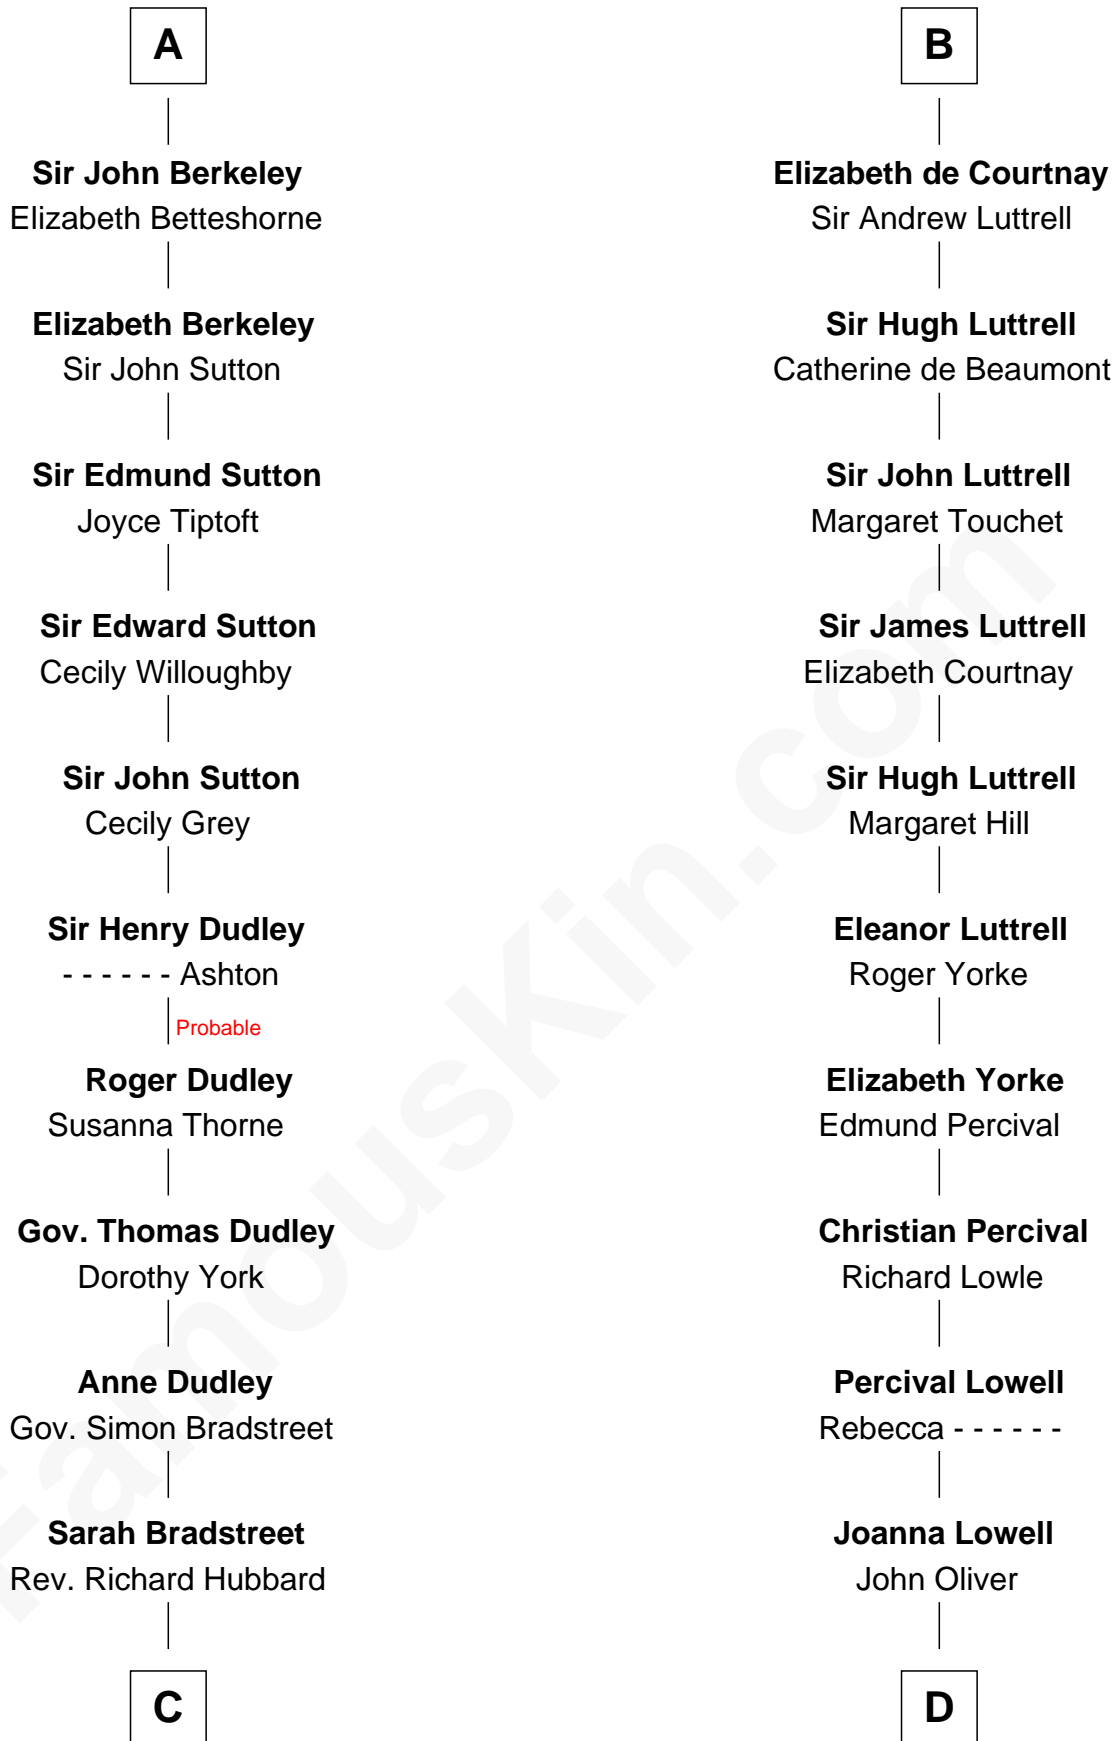 A
Sir John Berkeley
Elizabeth Betteshorne
Elizabeth Berkeley
Sir John Sutton
Sir Edmund Sutton
Joyce Tiptoft
Sir Edward Sutton
Cecily Willoughby
Sir John Sutton
Cecily Grey
Sir Henry Dudley
- - - - - - Ashton
Probable
Roger Dudley
Susanna Thorne
Gov. Thomas Dudley
Dorothy York
Anne Dudley
Gov. Simon Bradstreet
Sarah Bradstreet
Rev. Richard Hubbard
C
B
Elizabeth de Courtnay
Sir Andrew Luttrell
Sir Hugh Luttrell
Catherine de Beaumont
Sir John Luttrell
Margaret Touchet
Sir James Luttrell
Elizabeth Courtnay
Sir Hugh Luttrell
Margaret Hill
Eleanor Luttrell
Roger Yorke
Elizabeth Yorke
Edmund Percival
Christian Percival
Richard Lowle
Percival Lowell
Rebecca - - - - - -
Joanna Lowell
John Oliver
D
FamousKin.com